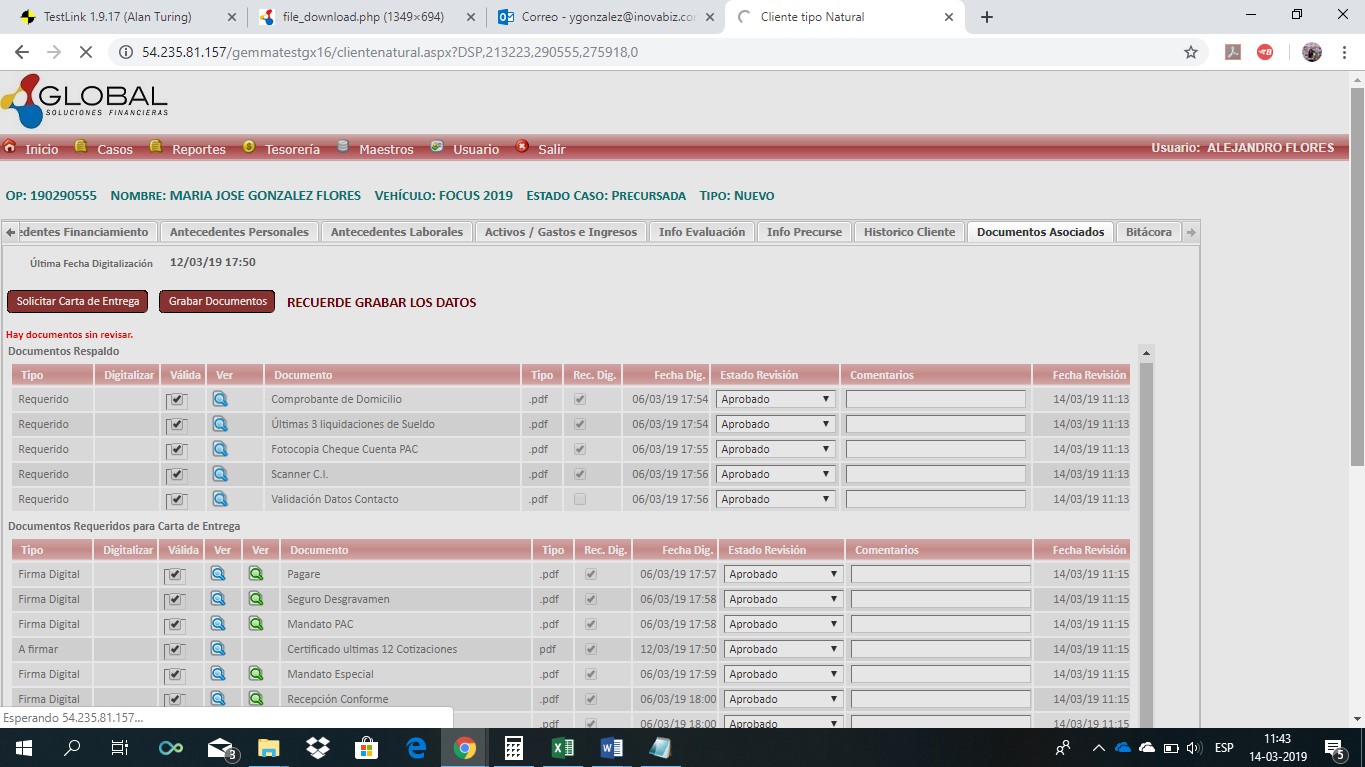 TestLink 1.9.17 (Alan Turing)
file_download.php (1349×694)
Correo - ygonzalez@inovabiz.co
Cliente tipo Natural
54.235.81.157/gemmatestgx16/clientenatural.aspx?DSP,213223,290555,275918,0
GLOBAL
SOLUCIONES FINANCIERAS
Inicio Casos Reportes Tesorería Maestros Usuario Salir Usuario: ALEJANDRO FLORES
OP: 190290555 NOMBRE: MARIA JOSE GONZALEZ FLORES VEHÍCULO: FOCUS 2019 ESTADO CASO: PRECURSADA TIPO: NUEVO
edentes Financiamiento Antecedentes Personales Antecedentes Laborales Activos / Gastos e Ingresos Info Evaluación Info Precurse Historico Cliente Documentos Asociados Bitácora
Última Fecha Digitalización 12/03/19 17:50
Solicitar Carta de Entrega Grabar Documentos RECUERDE GRABAR LOS DATOS
Hay documentos sin revisar.
Documentos Respaldo
Tipo Digitalizar Válida Ver Documento Tipo Rec. Dig. Fecha Dig. Estado Revisión Comentarios Fecha Revisión
Requerido Comprobante de Domicilio .pdf 06/03/19 17:54 Aprobado 14/03/19 11:13
Requerido Últimas 3 liquidaciones de Sueldo .pdf 06/03/19 17:54 Aprobado 14/03/19 11:13
Requerido Fotocopia Cheque Cuenta PAC .pdf 06/03/19 17:55 Aprobado 14/03/19 11:13
Requerido Scanner C.I. .pdf 06/03/19 17:56 Aprobado 14/03/19 11:13
Requerido Validación Datos Contacto .pdf 06/03/19 17:56 Aprobado 14/03/19 11:13
Documentos Requeridos para Carta de Entrega
Tipo Digitalizar Válida Ver Ver Documento Tipo Rec. Dig. Fecha Dig. Estado Revisión Comentarios Fecha Revisión
Firma Digital Pagare .pdf 06/03/19 17:57 Aprobado 14/03/19 11:15
Firma Digital Seguro Desgravamen .pdf 06/03/19 17:58 Aprobado 14/03/19 11:15
Firma Digital Mandato PAC .pdf 06/03/19 17:58 Aprobado 14/03/19 11:15
A firmar Certificado ultimas 12 Cotizaciones pdf 12/03/19 17:50 Aprobado 14/03/19 11:15
Firma Digital Mandato Especial .pdf 06/03/19 17:59 Aprobado 14/03/19 11:15
Firma Digital Recepción Conforme .pdf 06/03/19 18:00 Aprobado 14/03/19 11:15
.pdf 06/03/19 18:00 Aprobado 14/03/19 11:15
Esperando 54.235.81.157...
3
ESP
11:43
14-03-2019
5